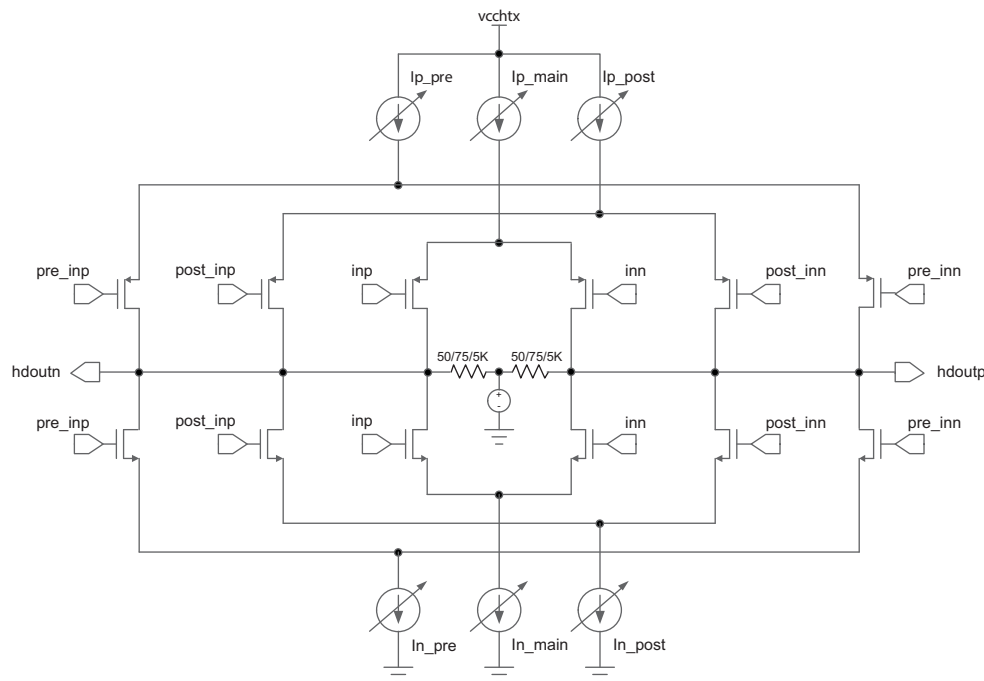 vcchtx
Ip_pre
Ip_main
Ip_post
pre_inp
post_inp
inp
inn
post_inn
pre_inn
hdoutn
50/75/5K
50/75/5K
hdoutp
+
-
pre_inp
post_inp
inp
inn
post_inn
pre_inn
In_pre
In_main
In_post